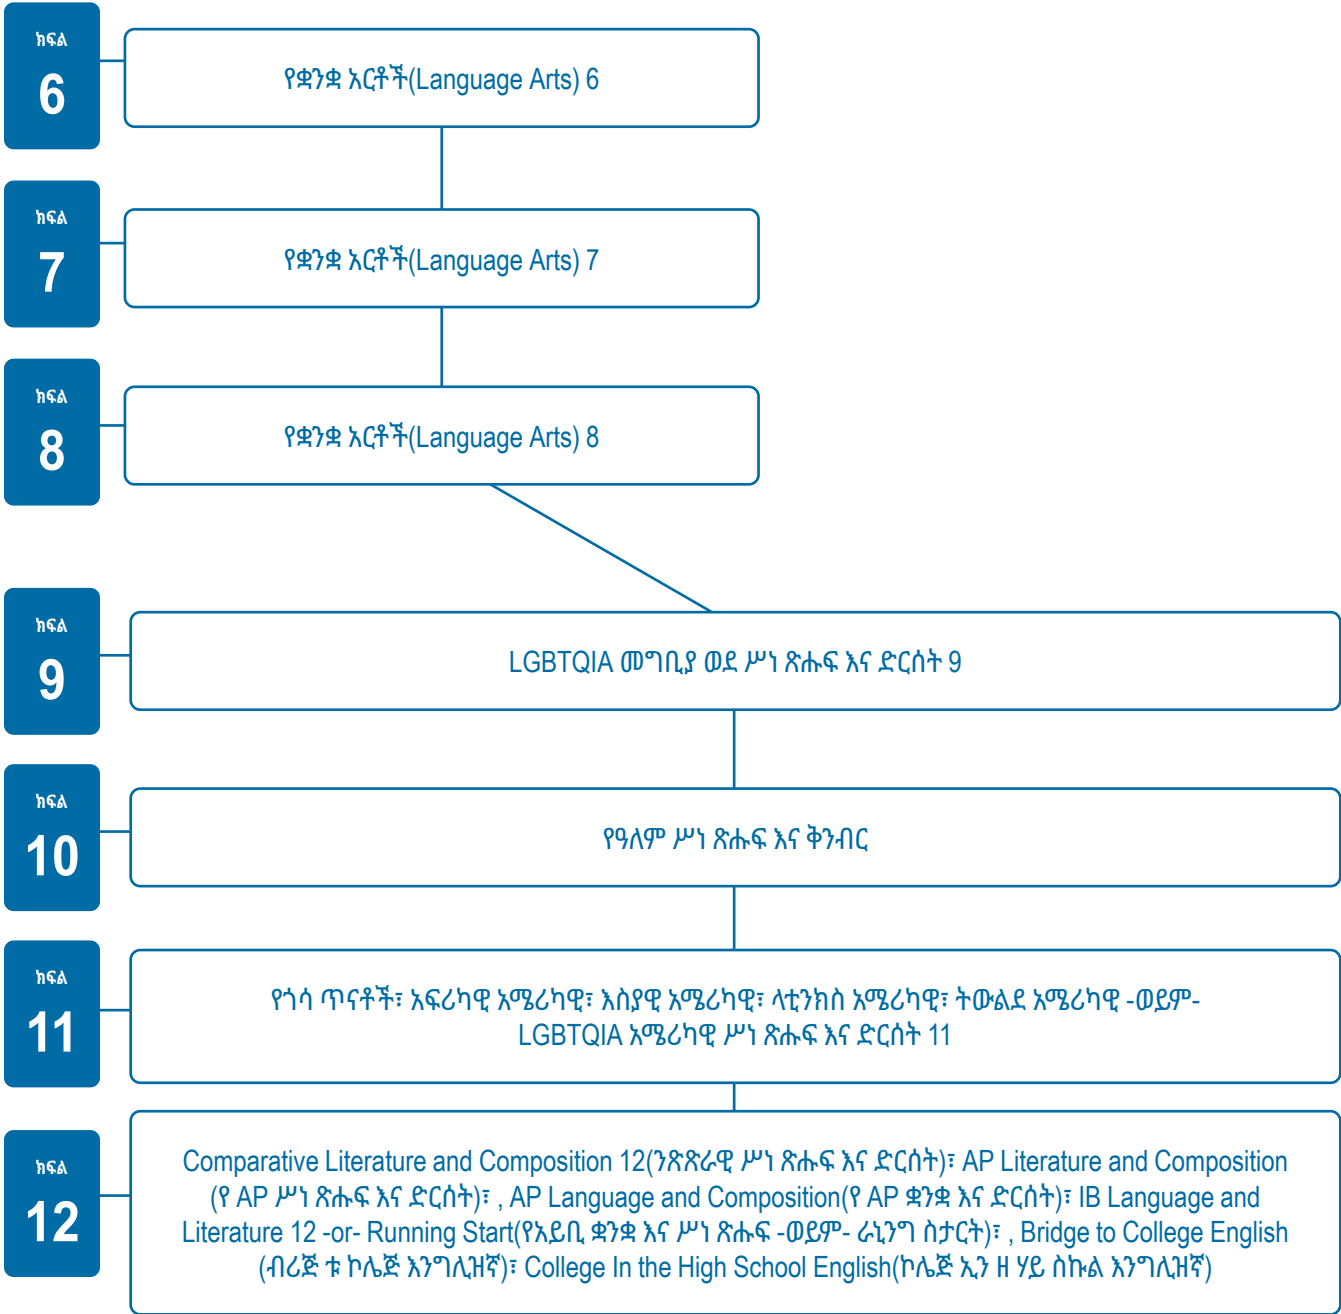 ክፍል
6
የቋንቋ አርቶች(Language Arts) 6
ክፍል
7
የቋንቋ አርቶች(Language Arts) 7
ክፍል
8
የቋንቋ አርቶች(Language Arts) 8
ክፍል
9
LGBTQIA መግቢያ ወደ ሥነ ጽሑፍ እና ድርሰት 9
ክፍል
10
የዓለም ሥነ ጽሑፍ እና ቅንብር
ክፍል
11
የጎሳ ጥናቶች፣ አፍሪካዊ አሜሪካዊ፣ እስያዊ አሜሪካዊ፣ ላቲንክስ አሜሪካዊ፣ ትውልደ አሜሪካዊ -ወይም-
LGBTQIA አሜሪካዊ ሥነ ጽሑፍ እና ድርሰት 11
ክፍል
12
Comparative Literature and Composition 12(ንጽጽራዊ ሥነ ጽሑፍ እና ድርሰት)፣ AP Literature and Composition
(የ AP ሥነ ጽሑፍ እና ድርሰት)፣ , AP Language and Composition(የ AP ቋንቋ እና ድርሰት)፣ IB Language and
Literature 12 -or- Running Start(የአይቢ ቋንቋ እና ሥነ ጽሑፍ -ወይም- ራኒንግ ስታርት)፣ , Bridge to College English
(ብሪጅ ቱ ኮሌጅ እንግሊዝኛ)፣ College In the High School English(ኮሌጅ ኢን ዘ ሃይ ስኩል እንግሊዝኛ)